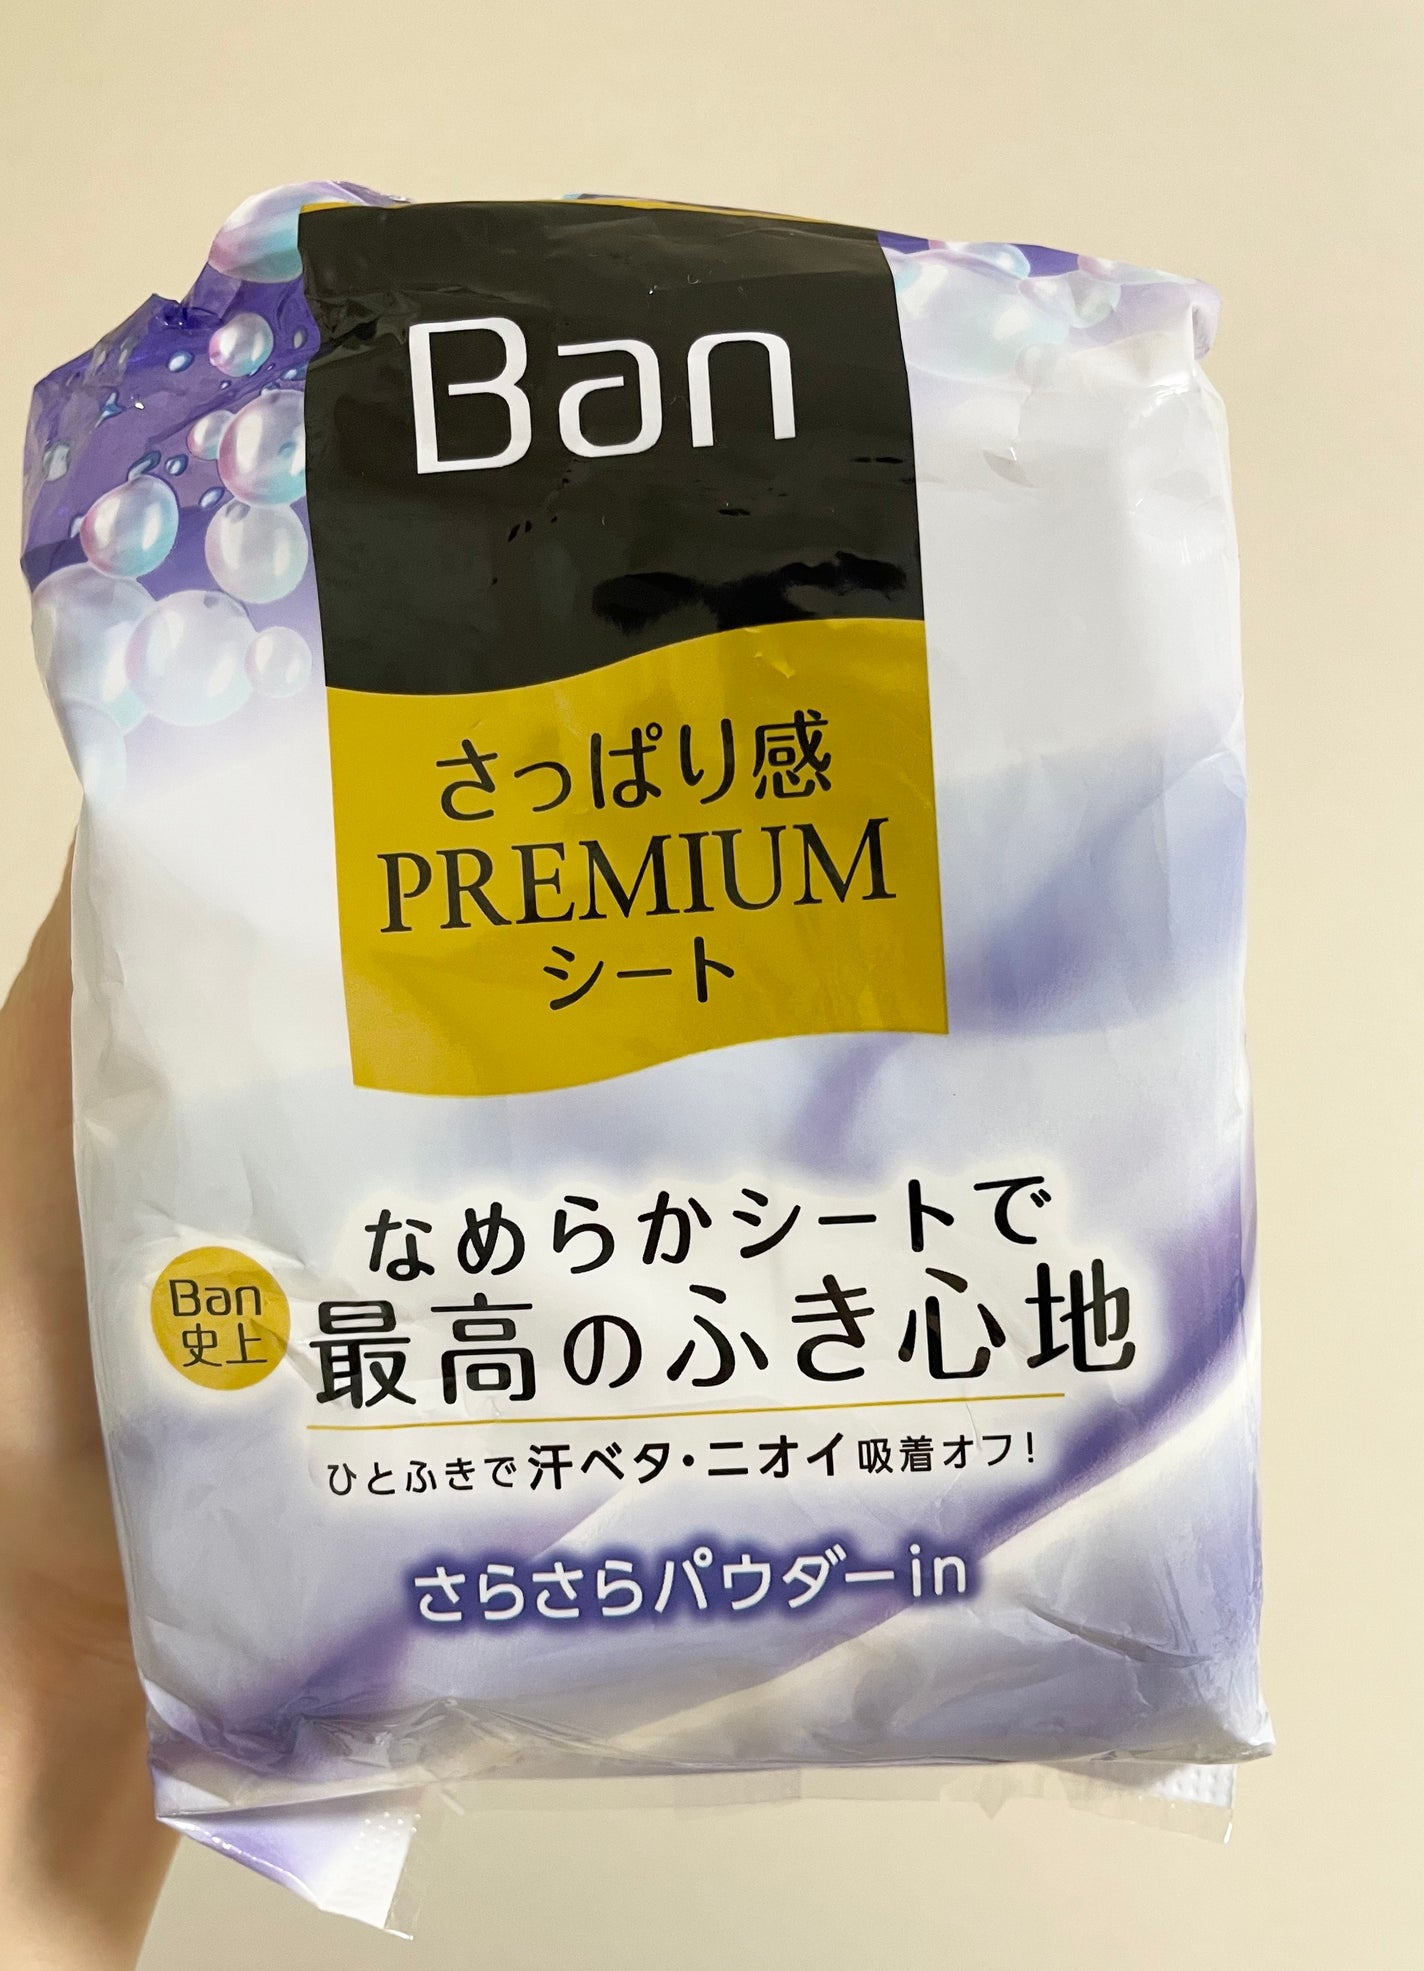 Ban
さっぱり感
PREMIUM
シート
なめらかシートで
Ban
史上
最高のふき心地
ひとふきで汗ベタ・ニオイ吸着オフ!
さらさらパウダーin